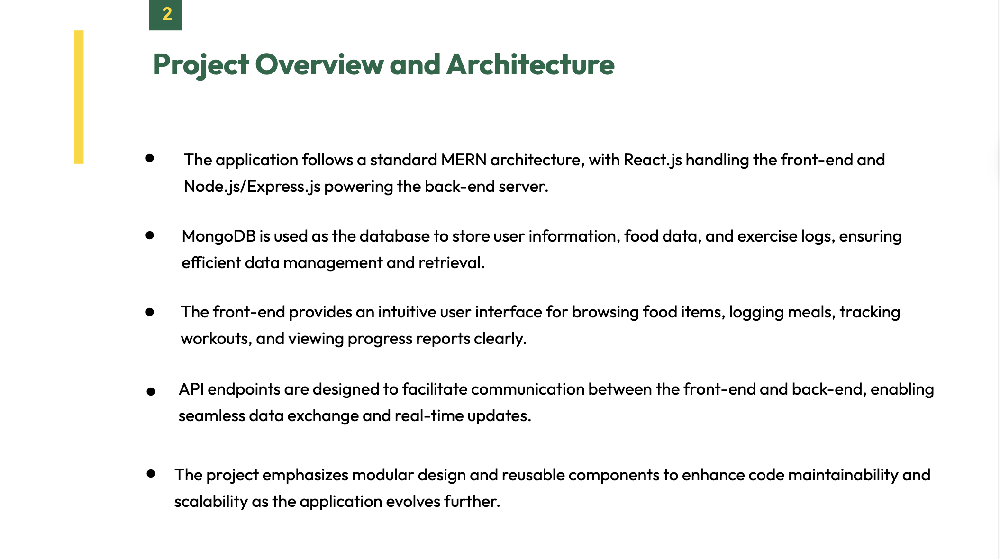 2
Project Overview and Architecture
● The application follows a standard MERN architecture, with React.js handling the front-end and
Node.js/Express.js powering the back-end server.
● MongoDB is used as the database to store user information, food data, and exercise logs, ensuring
efficient data management and retrieval.
● The front-end provides an intuitive user interface for browsing food items, logging meals, tracking
workouts, and viewing progress reports clearly.
● API endpoints are designed to facilitate communication between the front-end and back-end, enabling
seamless data exchange and real-time updates.
● The project emphasizes modular design and reusable components to enhance code maintainability and
scalability as the application evolves further.